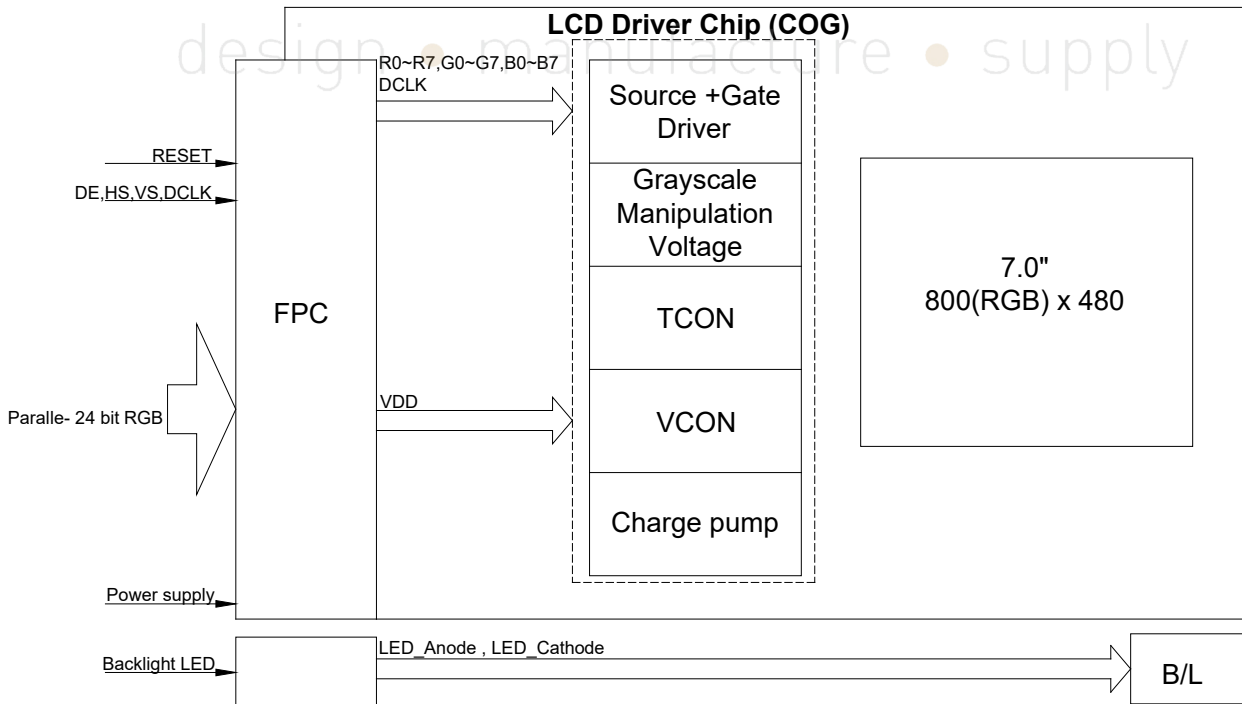 LCD Driver Chip (COG)
design • manufacture • supply
R0~R7,G0~G7,B0~B7
DCLK
Source +Gate
Driver
RESET
DE,HS,VS,DCLK
Grayscale
Manipulation
Voltage
7.0"
800(RGB) x 480
FPC
TCON
Paralle- 24 bit RGB
VDD
VCON
Charge pump
Power supply
LED_Anode , LED_Cathode
Backlight LED
B/L